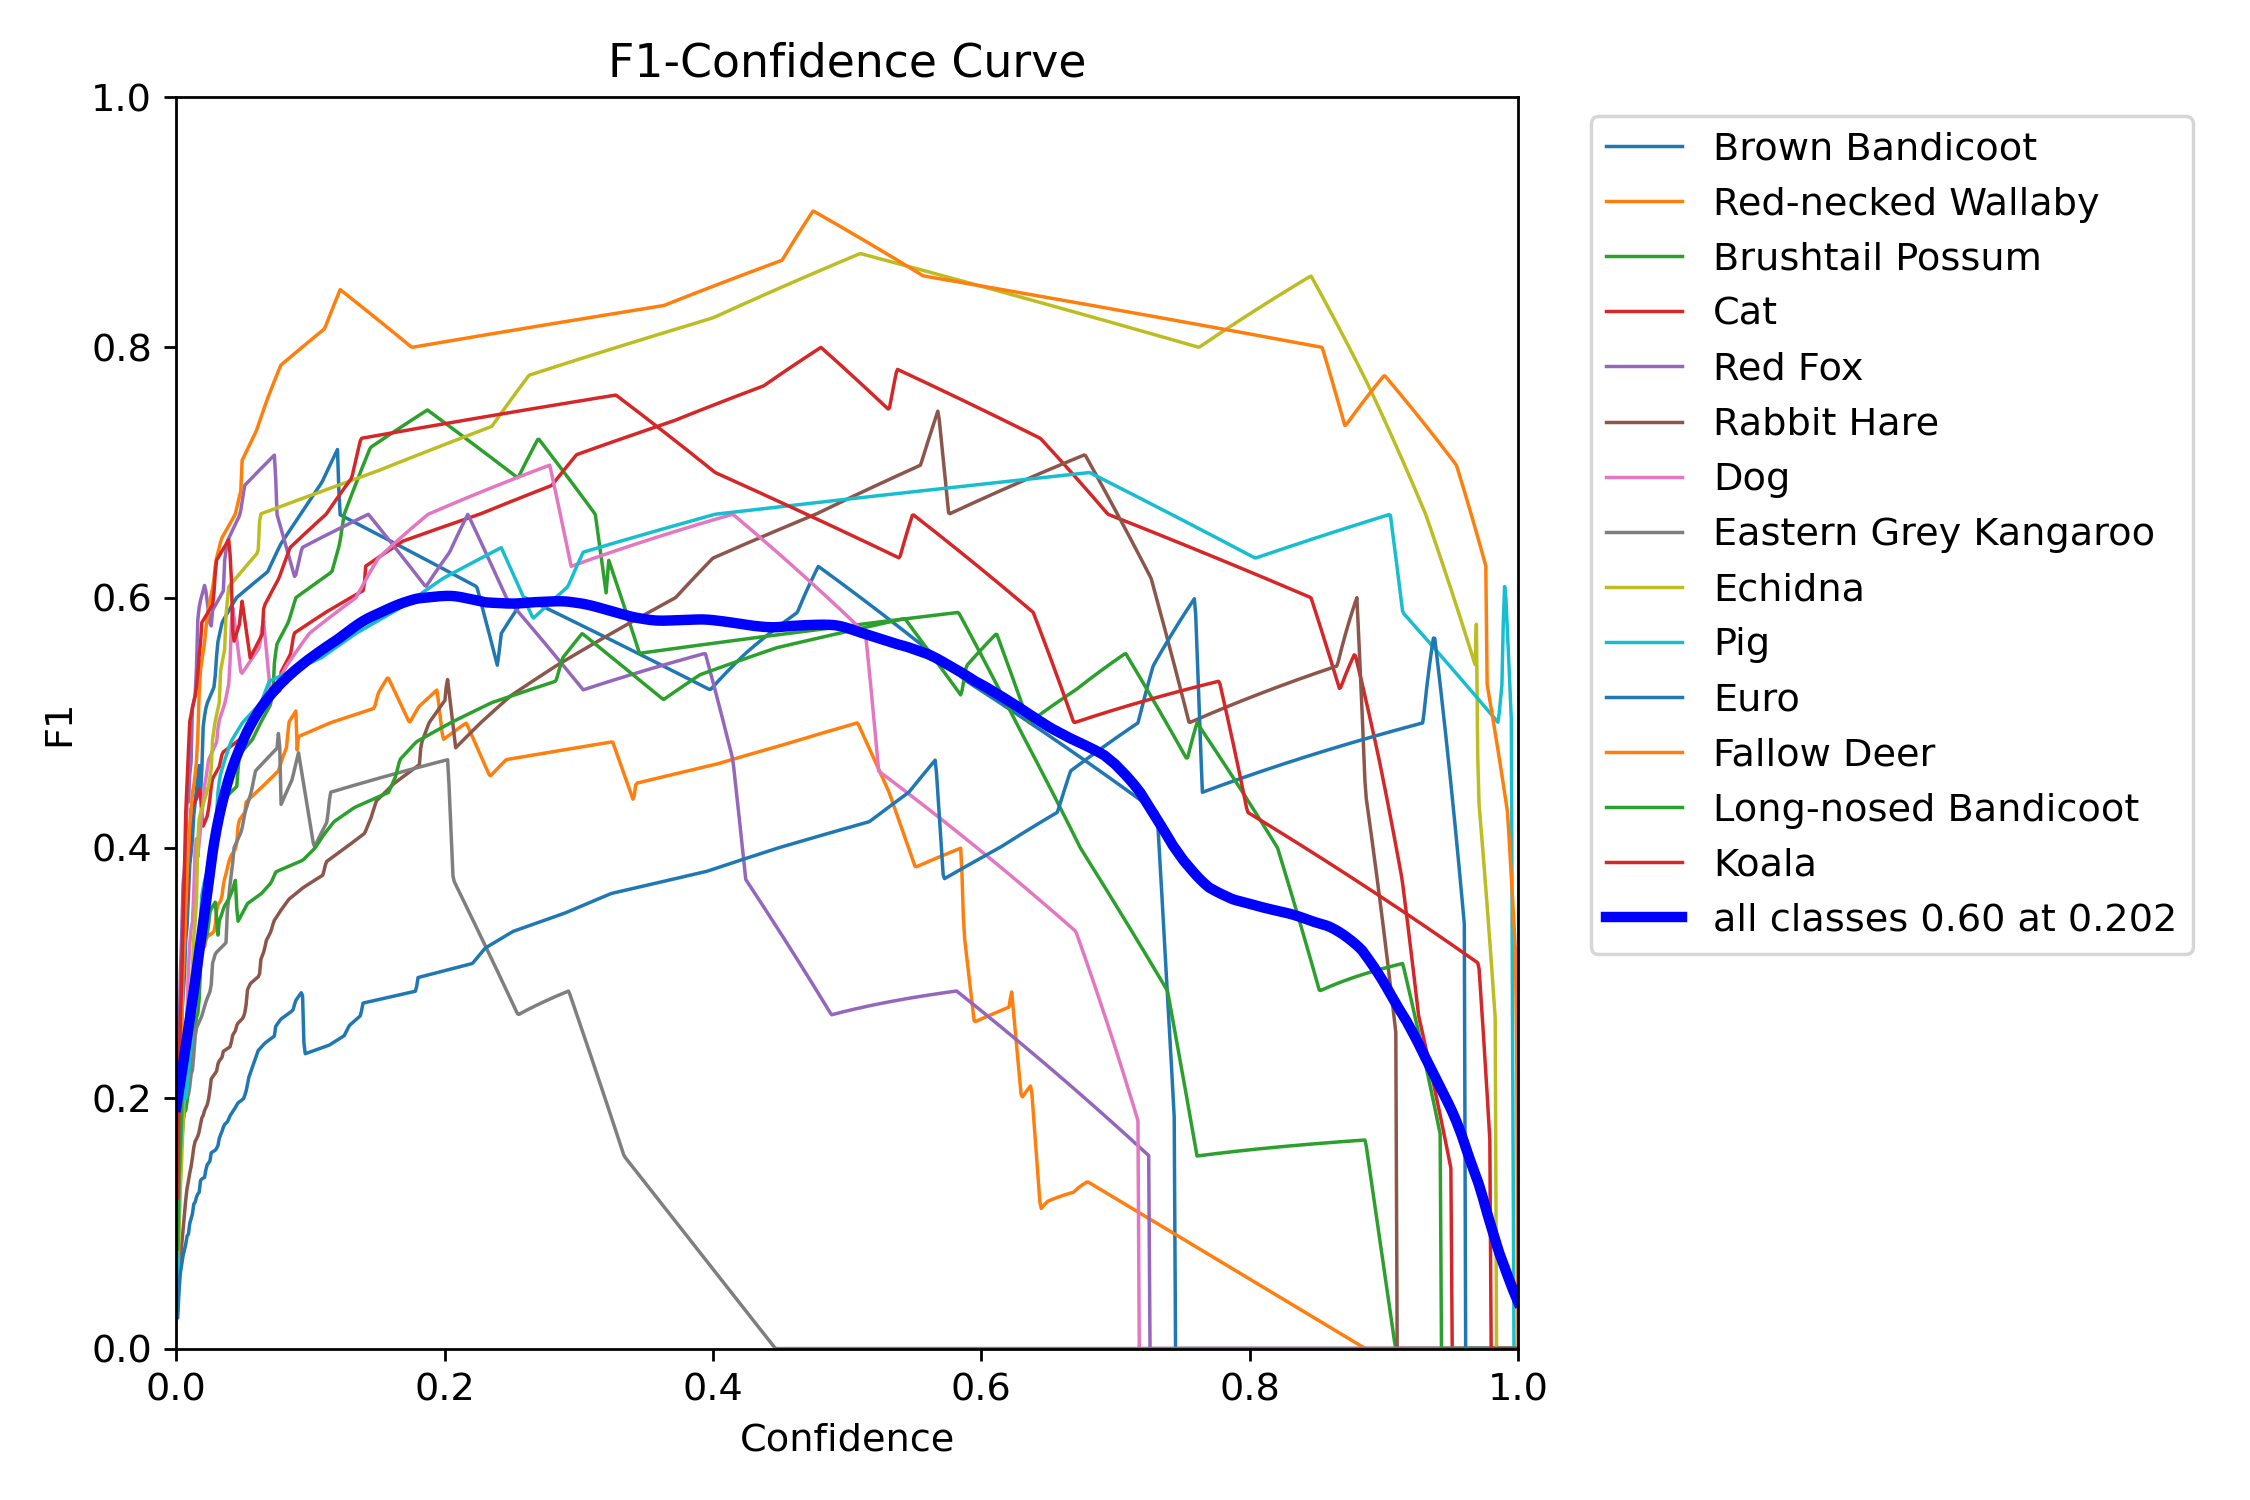 F1-Confidence Curve
1.0
0.8
0.6
0.4
0.2
0.0
F1
0.0 0.2 0.4 0.6 0.8 1.0
Confidence
Brown Bandicoot
Red-necked Wallaby
Brushtail Possum
Cat
Red Fox
Rabbit Hare
Dog
Eastern Grey Kangaroo
Echidna
Pig
Euro
Fallow Deer
Long-nosed Bandicoot
Koala
all classes 0.60 at 0.202